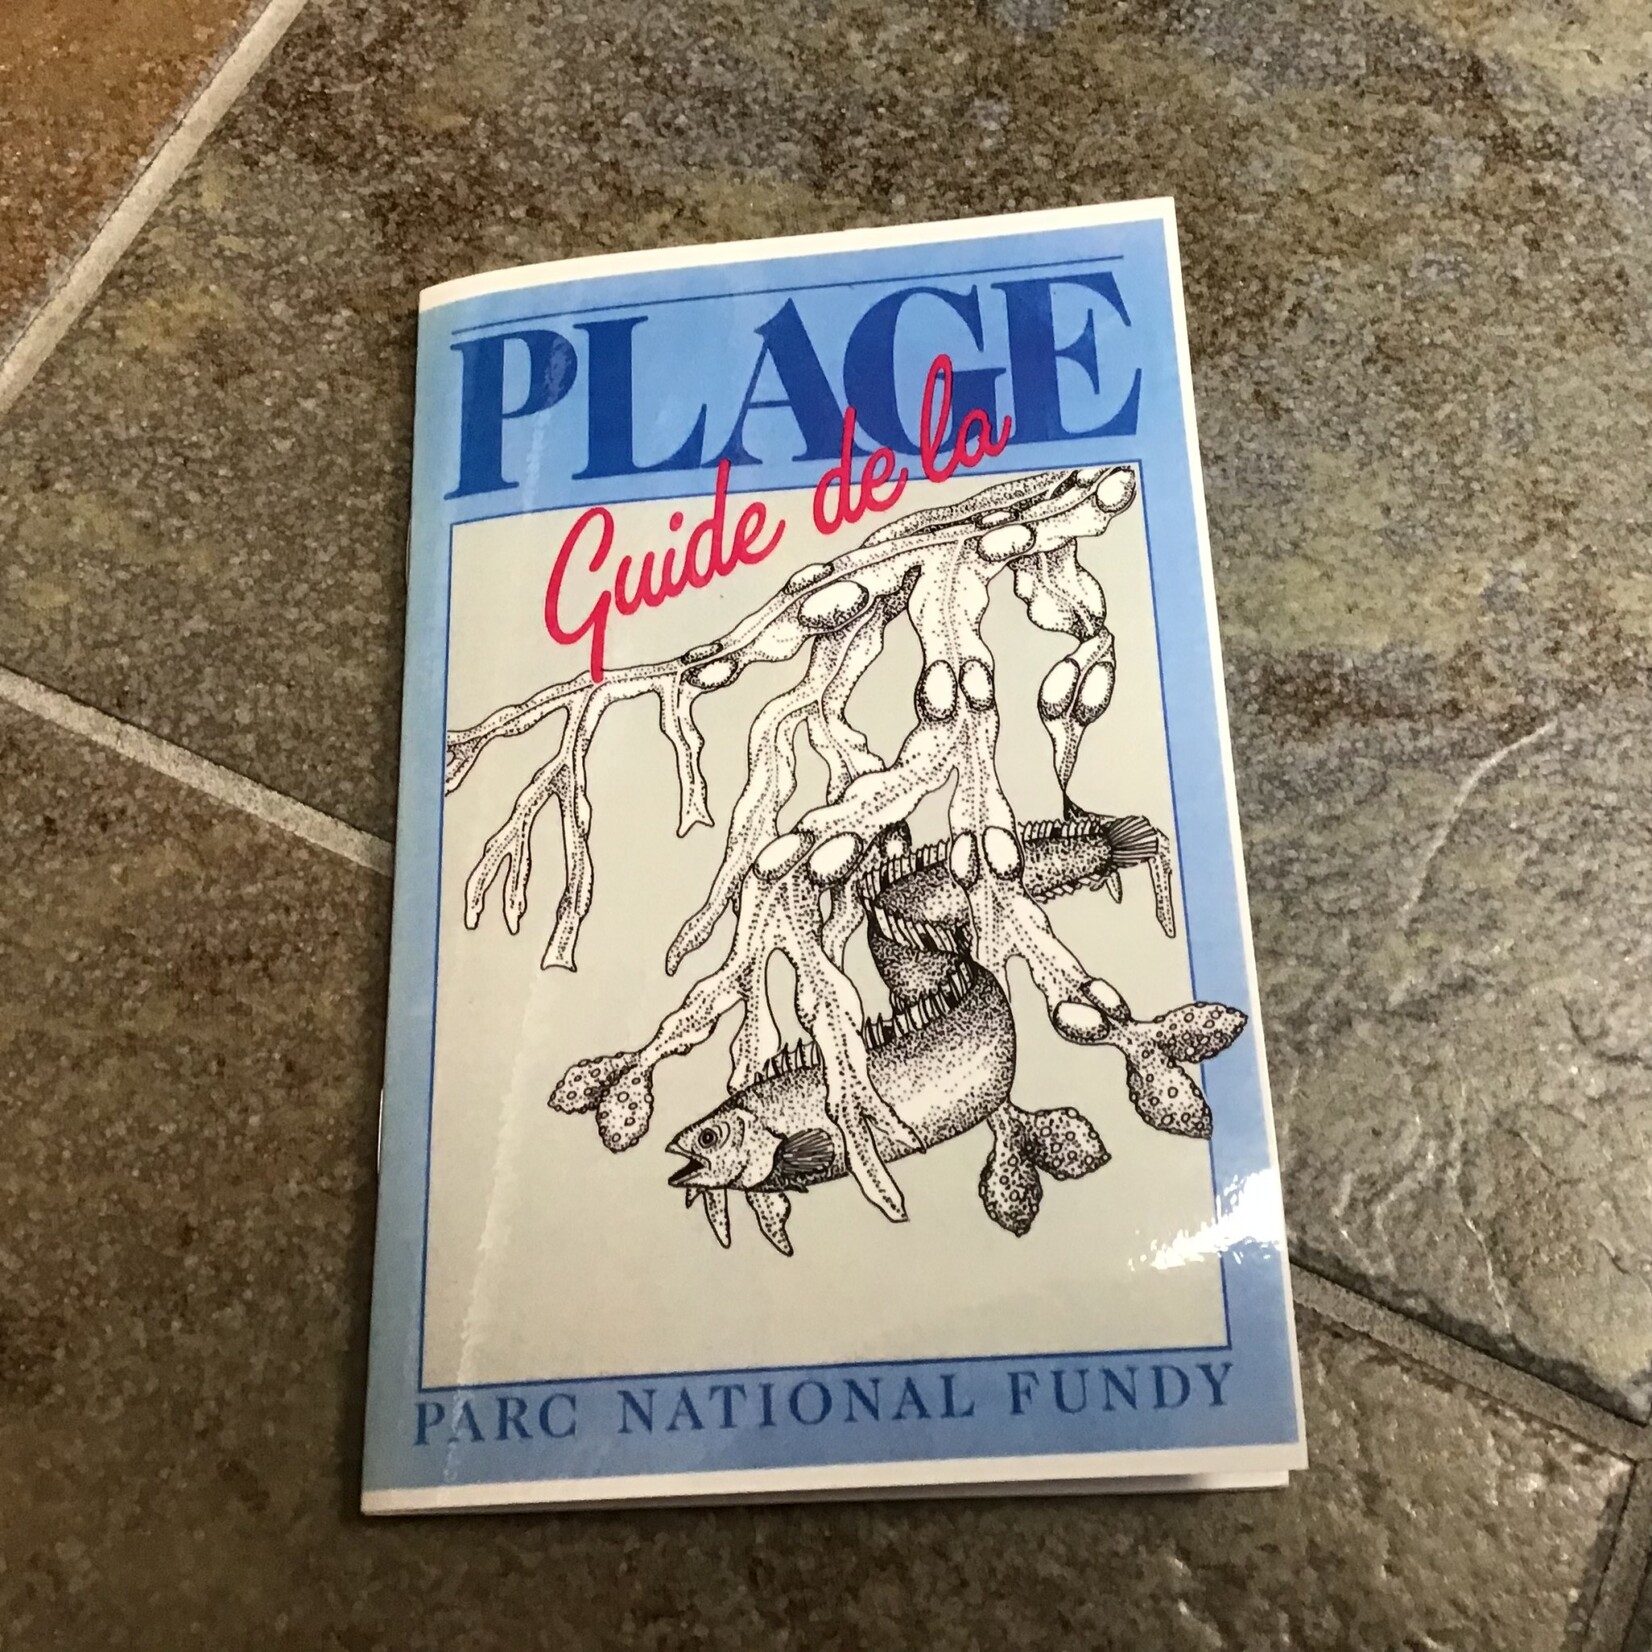 PLAGE
Guide de la
PARC NATIONAL FUNDY